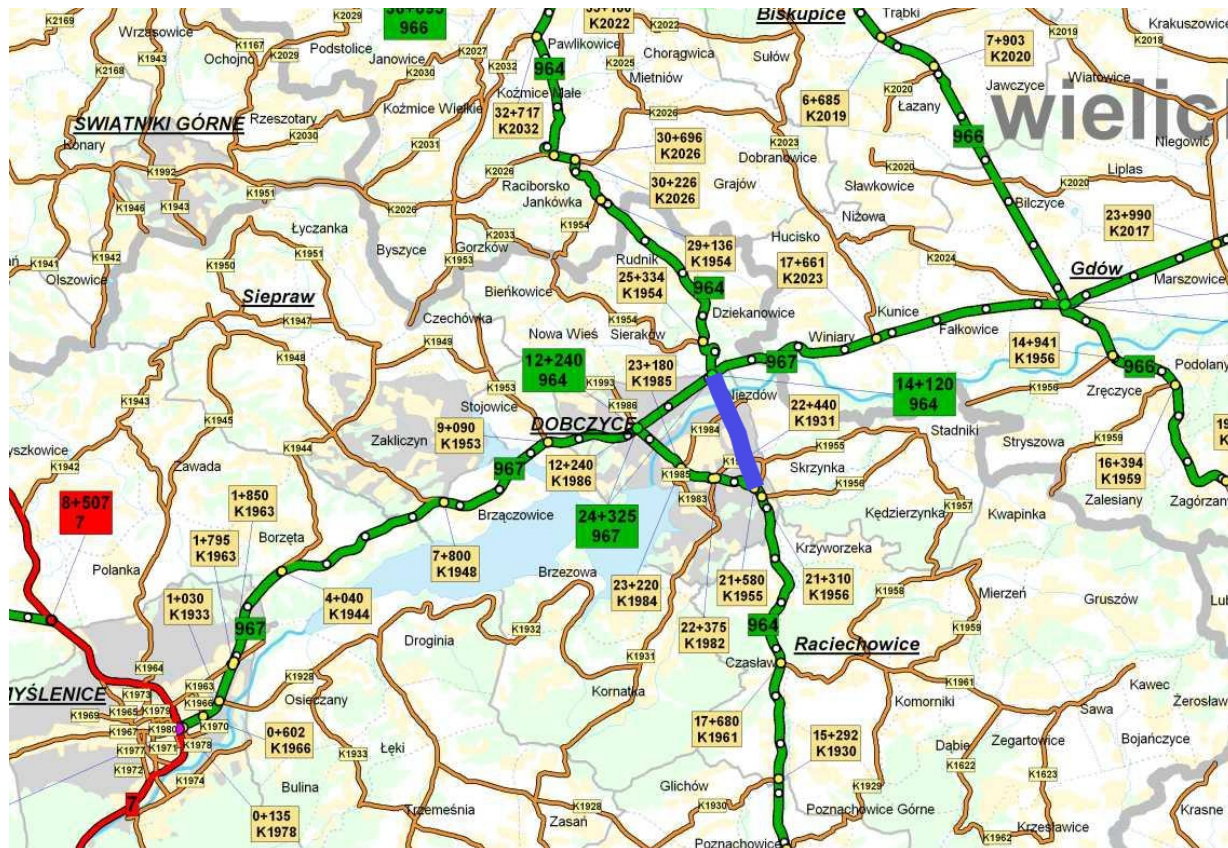 K2169
Wrzasowice
K1943
Ochojno
K1167
K2029
Podstolice
K2029
Janowice
K2030
966
K2027
K2032
Pawlikowice
K2022
K2022
Chorągwica
Sułów
Biskupice
Trąbki
7+903
K2020
K2019
K2018
Krakuszowice
K2168
Koźmice Wielkie
964
Koźmice Małe
K2025
Mietniów
K2020
Łazany
Jawczyce
Wiatowice
wielic
Niegowić
ŚWIATNIKI GÓRNE
Konary
Rzeszotary
K2030
K2031
32+717
K2032
K2026
6+685
K2019
966
K1992
K1951
K2026
30+696
K2026
K2023
Dobranowice
K2020
K2020
Liplas
K1946
K1943
K2026
Raciborsko
Jankówka
30+226
K2026
Grajów
Sławkowice
Bilczyce
23+990
K2017
Łyczanka
Byszyce
Gorzków
K2033
K1954
Niżowa
K1941
K1942
K1950
K1951
K1953
Rudnik
29+136
K1954
Hucisko
17+661
K2023
K2024
Gdów
Marszowice
Olszowice
Siepraw
Bieńkowice
25+334
K1954
964
Dziekanowice
Kunice
K1947
Czechówka
Nowa Wieś
K1954
Sieraków
Winiary
Fałkowice
14+941
K1956
K1948
K1949
12+240
964
23+180
K1985
967
966
Podolany
K1943
K1953
K1993
K1986
Niezdów
14+120
964
K1956
Zręczyce
K1945
Stojowice
DOBCZYCE
K1984
22+440
K1931
Stadniki
Zakliczyn
9+090
K1953
K1955
Stryszowa
K1959
K1942
Zawada
K1944
967
12+240
K1986
K1985
Skrzynka
16+394
K1959
8+507
7
1+850
K1963
Brzączowice
K1983
K1956
Kędzierzynka
K1957
Kwapinka
Zalesiany
Zagórzany
Borzęta
24+325
967
1+795
K1963
7+800
K1948
Krzyworzeka
Polanka
Brzezowa
23+220
K1984
21+580
K1955
21+310
K1956
K1958
Mierzeń
Gruszów
1+030
K1933
4+040
K1944
22+375
K1982
967
Droginia
K1932
964
K1959
K1931
Raciechowice
K1964
K1963
K1928
Czasław
MYŚLENICE
K1973
K1966
Osieczany
Kornatka
K1961
Kawec
K1969
K1965
K1979
Komorniki
Sawa
Żerosław
K1967
K1980
K1970
0+602
K1966
17+680
K1961
15+292
K1930
Dąbie
Zegartowice
Bojańczyce
K1977
K1971
K1978
K1933
Łęki
K1972
K1974
Bulina
Glichów
K1929
K1622
K1623
7
Trzemeśnia
K1928
K1930
Poznachowice Górne
Krasne
0+135
K1978
Zasań
K1962
Krzesławice
Poznachowice